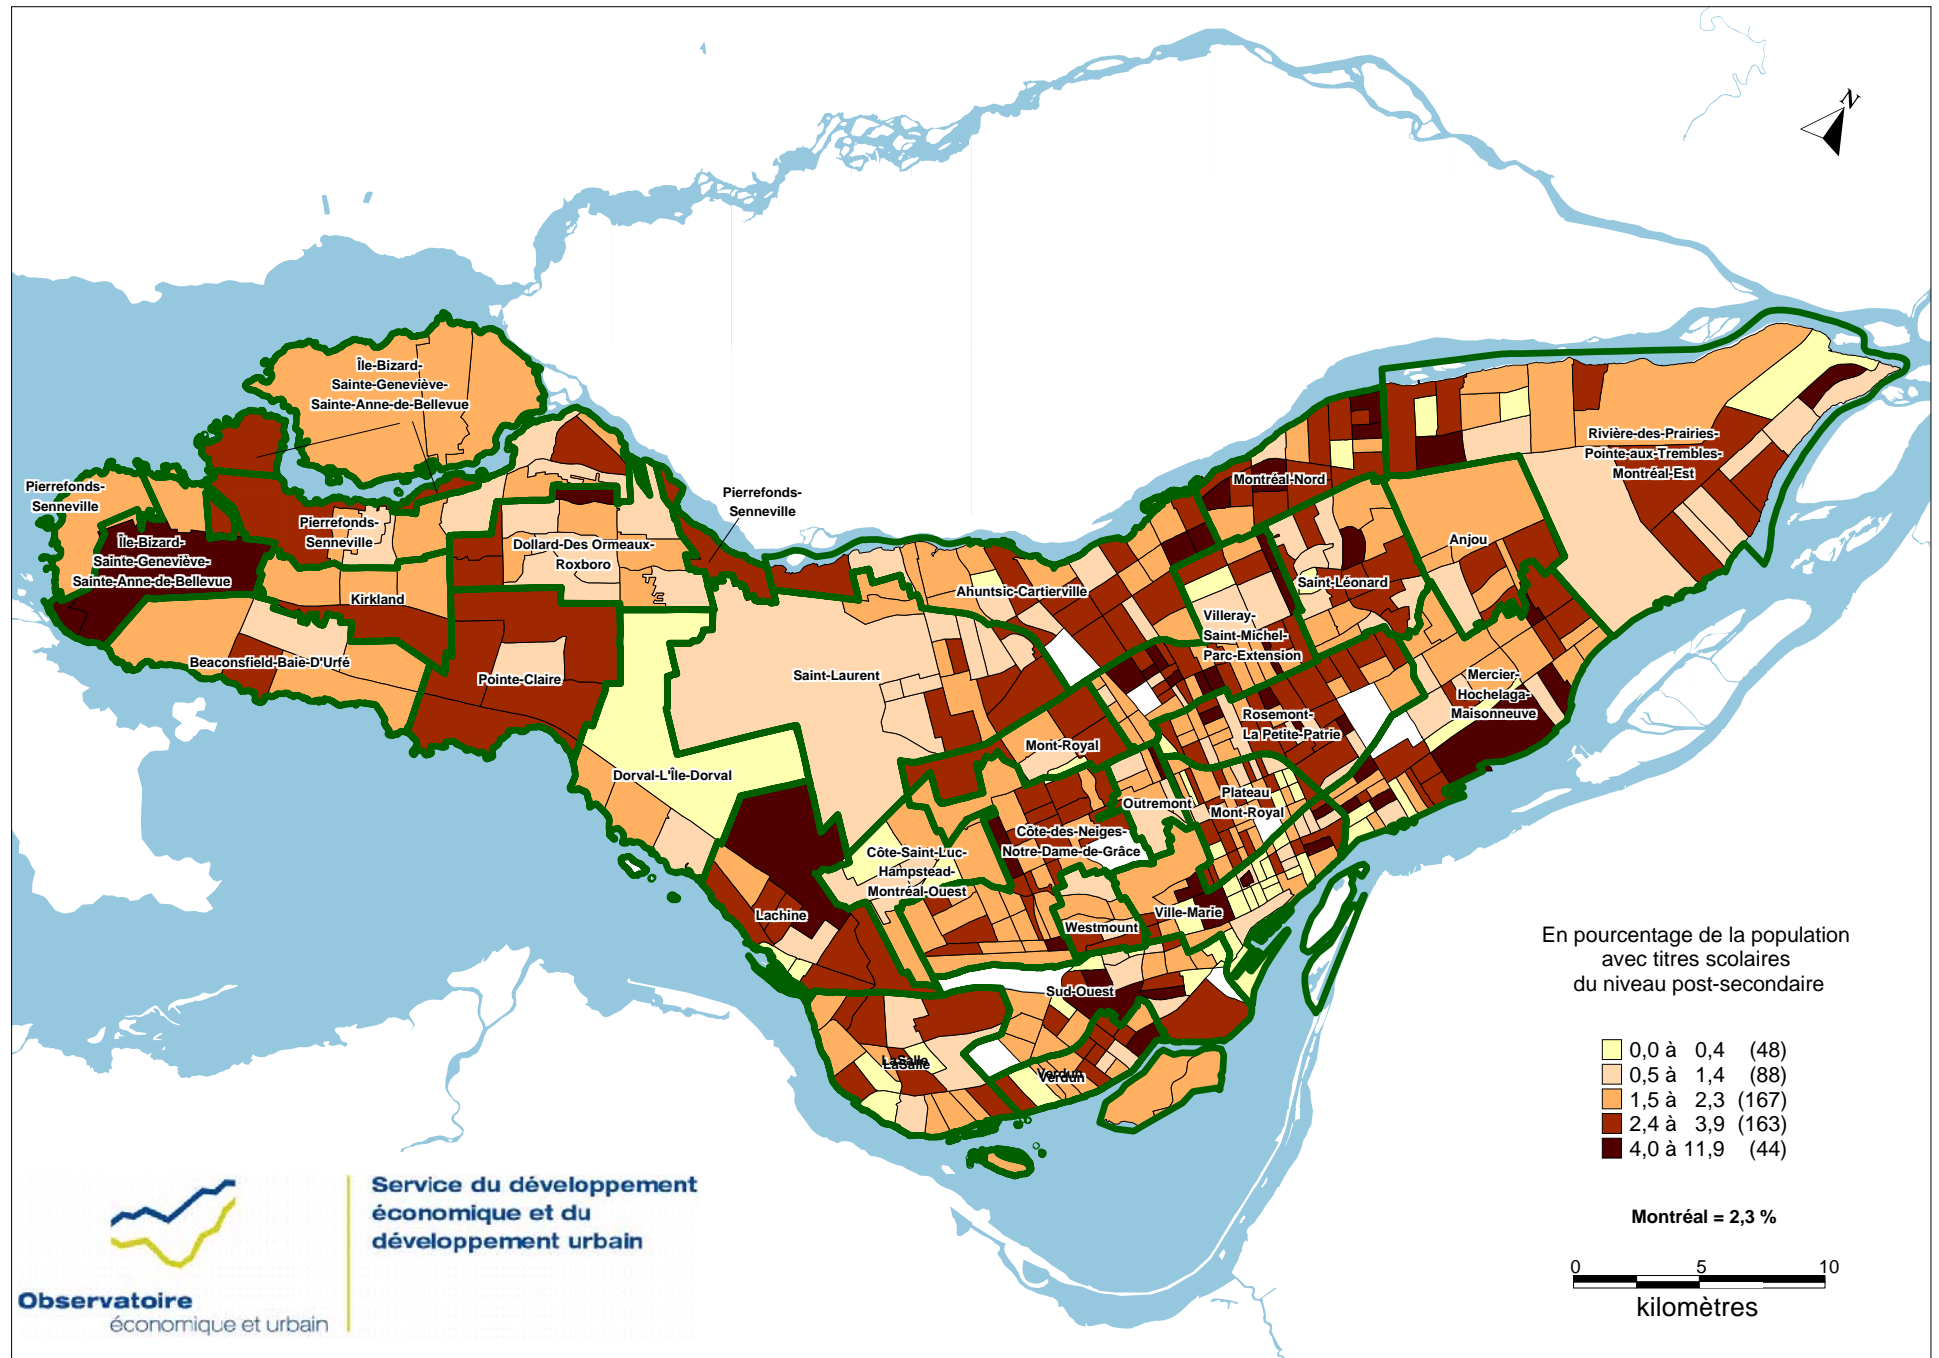 N
Île-Bizard-
Sainte-Geneviève-
Sainte-Anne-de-Bellevue
Pierrefonds-
Senneville
Île-Bizard-
Sainte-Geneviève-
Sainte-Anne-de-Bellevue
Pierrefonds-
Senneville
Pierrefonds-
Senneville
Dollard-Des Ormeaux-
Roxboro
Kirkland
Beaconsfield-Baie-D'Urfé
Pointe-Claire
Dorval-L'Île-Dorval
Saint-Laurent
Ahuntsic-Cartierville
Montréal-Nord
Rivière-des-Prairies-
Pointe-aux-Trembles-
Montréal-Est
Anjou
Saint-Léonard
Villeray-
Saint-Michel-
Parc-Extension
Mercier-
Hochelaga-
Maisonneuve
Rosemont-
La Petite-Patrie
Mont-Royal
Outremont
Plateau
Mont-Royal
Côte-des-Neiges-
Notre-Dame-de-Grâce
Côte-Saint-Luc-
Hampstead-
Montréal-Ouest
Lachine
Westmount
Ville-Marie
Sud-Ouest
LaSalle
LaSalle
Verdun
Verdun
En pourcentage de la population
avec titres scolaires
du niveau post-secondaire
0,0 à 0,4 (48)
0,5 à 1,4 (88)
1,5 à 2,3 (167)
2,4 à 3,9 (163)
4,0 à 11,9 (44)
Montréal = 2,3 %
0 5 10
kilomètres
Service du développement
économique et du
développement urbain
Observatoire
économique et urbain